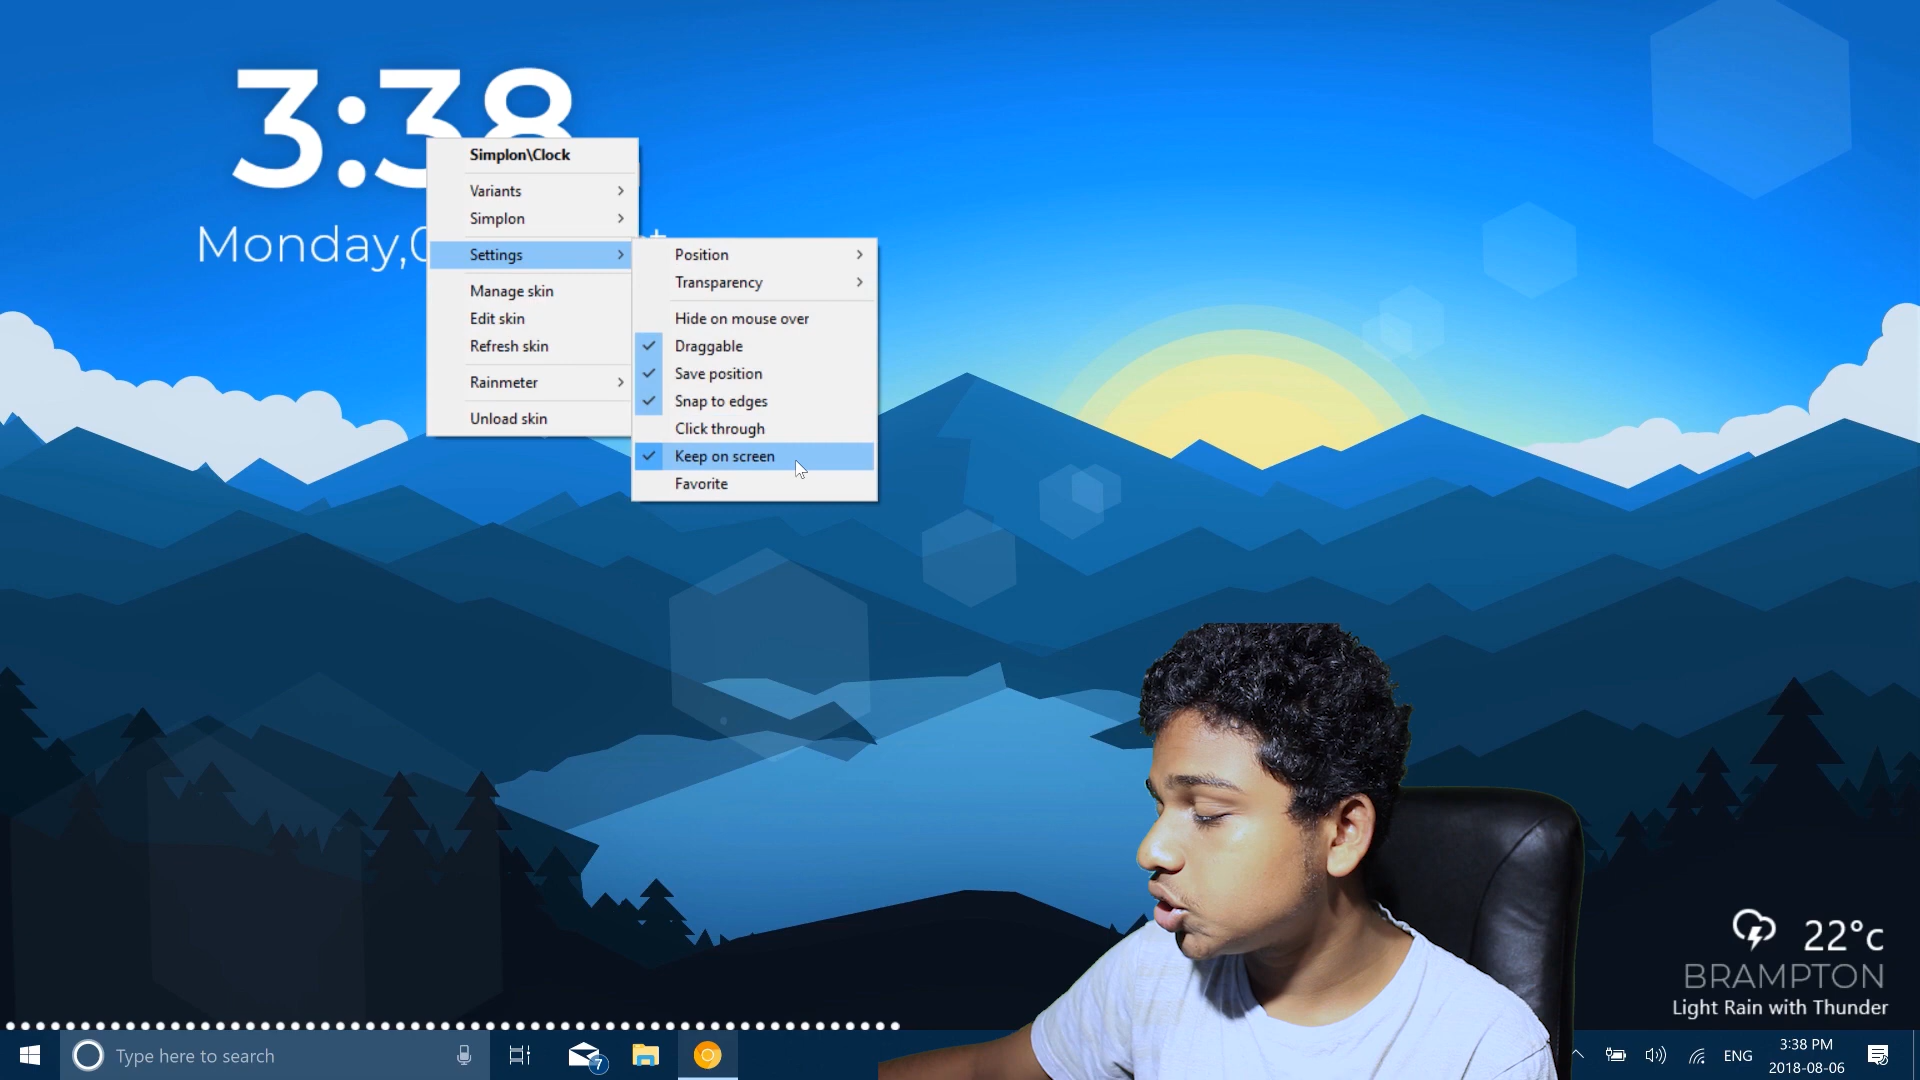 3:38
Monday,
Simplon\Clock
Variants
Simplon
Settings
Manage skin
Edit skin
Refresh skin
Rainmeter
Unload skin
Position
Transparency
Hide on mouse over
Draggable
Save position
Snap to edges
Click through
Keep on screen
Favorite
22°c
BRAMPTON
Light Rain with Thunder
Type here to search
7
ENG
3:38 PM
2018-08-06